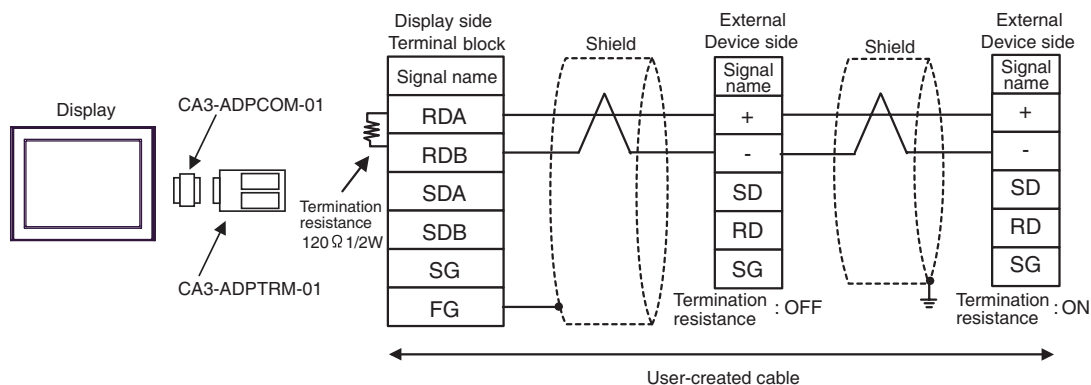 Display
CA3-ADPCOM-01
CA3-ADPTRM-01
Termination
resistance
120Ω 1/2W
Display side
Terminal block
Signal name
RDA
RDB
SDA
SDB
SG
FG
Shield
External
Device side
Signal
name
+
-
SD
RD
SG
Termination
resistance : OFF
Shield
External
Device side
Signal
name
+
-
SD
RD
SG
Termination
resistance : ON
User-created cable